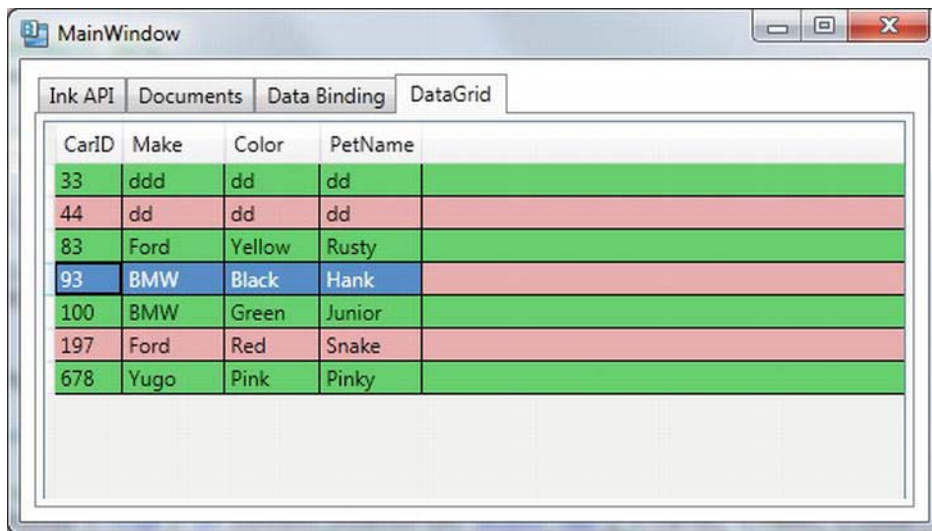 MainWindow
Ink API Documents Data Binding DataGrid
CarID Make Color PetName
33 ddd dd dd
44 dd dd dd
83 Ford Yellow Rusty
93 BMW Black Hank
100 BMW Green Junior
197 Ford Red Snake
678 Yugo Pink Pinky